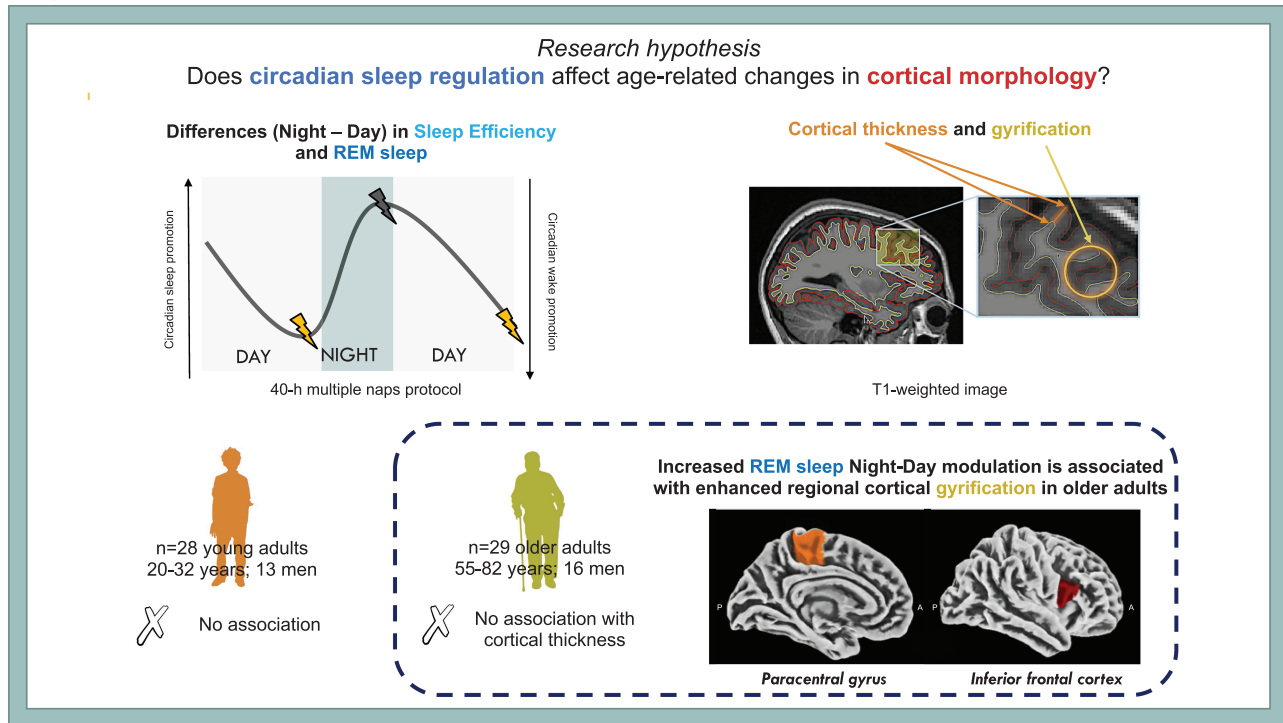 Research hypothesis
Does circadian sleep regulation affect age-related changes in cortical morphology?
Differences (Night – Day) in Sleep Efficiency
and REM sleep
Circadian sleep promotion
Circadian wake promotion
DAY
NIGHT
DAY
40-h multiple naps protocol
Cortical thickness and gyrification
T1-weighted image
n=28 young adults
20-32 years; 13 men
No association
n=29 older adults
55-82 years; 16 men
No association with
cortical thickness
Increased REM sleep Night-Day modulation is associated
with enhanced regional cortical gyrification in older adults
P
A
P
A
Paracentral gyrus
Inferior frontal cortex